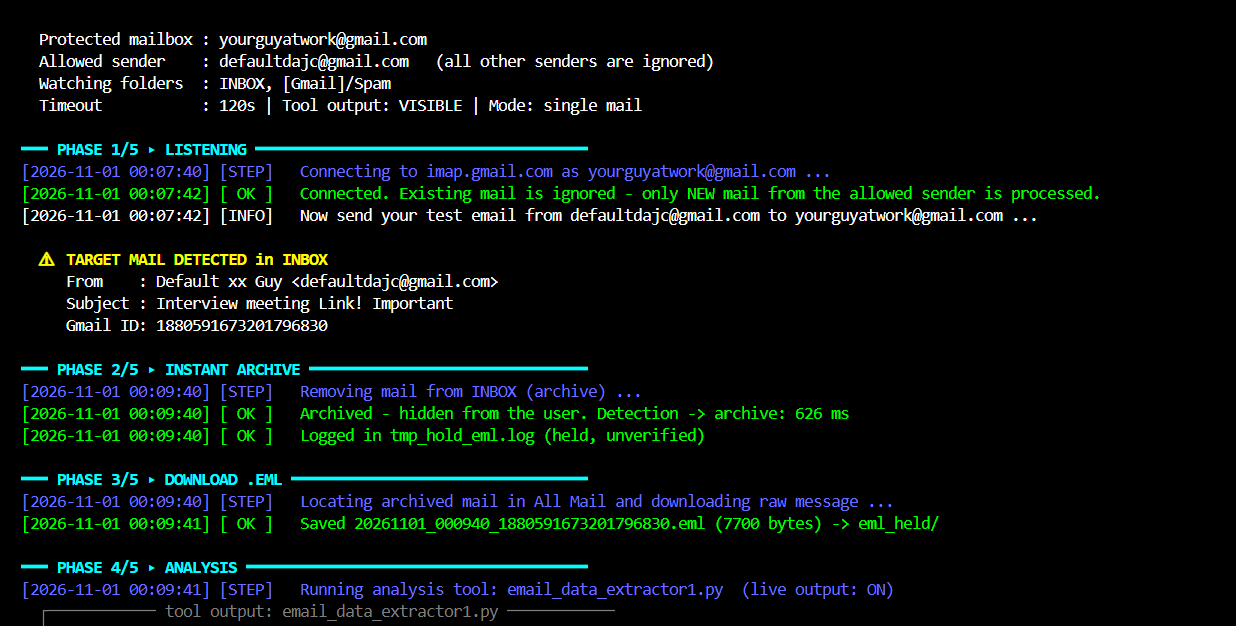 Protected mailbox : yourguyatwork@gmail.com
Allowed sender    : defaultdajc@gmail.com   (all other senders are ignored)
Watching folders  : INBOX, [Gmail]/Spam
Timeout           : 120s | Tool output: VISIBLE | Mode: single mail
━━━ PHASE 1/5 ▸ LISTENING ━━━━━━━━━━━━━━━━━━━━━━━━━━━━━━━━━━━━━
[2026-11-01 00:07:40] [STEP]   Connecting to imap.gmail.com as yourguyatwork@gmail.com ...
[2026-11-01 00:07:42] [ OK ]   Connected. Existing mail is ignored - only NEW mail from the allowed sender is processed.
[2026-11-01 00:07:42] [INFO]   Now send your test email from defaultdajc@gmail.com to yourguyatwork@gmail.com ...
⚠ TARGET MAIL DETECTED in INBOX
From    : Default xx Guy <defaultdajc@gmail.com>
Subject : Interview meeting Link! Important
Gmail ID: 1880591673201796830
━━━ PHASE 2/5 ▸ INSTANT ARCHIVE ━━━━━━━━━━━━━━━━━━━━━━━━━━━━━━━
[2026-11-01 00:09:40] [STEP]   Removing mail from INBOX (archive) ...
[2026-11-01 00:09:40] [ OK ]   Archived - hidden from the user. Detection -> archive: 626 ms
[2026-11-01 00:09:40] [ OK ]   Logged in tmp_hold_eml.log (held, unverified)
━━━ PHASE 3/5 ▸ DOWNLOAD .EML ━━━━━━━━━━━━━━━━━━━━━━━━━━━━━━━━━
[2026-11-01 00:09:40] [STEP]   Locating archived mail in All Mail and downloading raw message ...
[2026-11-01 00:09:41] [ OK ]   Saved 20261101_000940_1880591673201796830.eml (7700 bytes) -> eml_held/
━━━ PHASE 4/5 ▸ ANALYSIS ━━━━━━━━━━━━━━━━━━━━━━━━━━━━━━━━━━━━━━
[2026-11-01 00:09:41] [STEP]   Running analysis tool: email_data_extractor1.py  (live output: ON)
┌──────────── tool output: email_data_extractor1.py ────────────